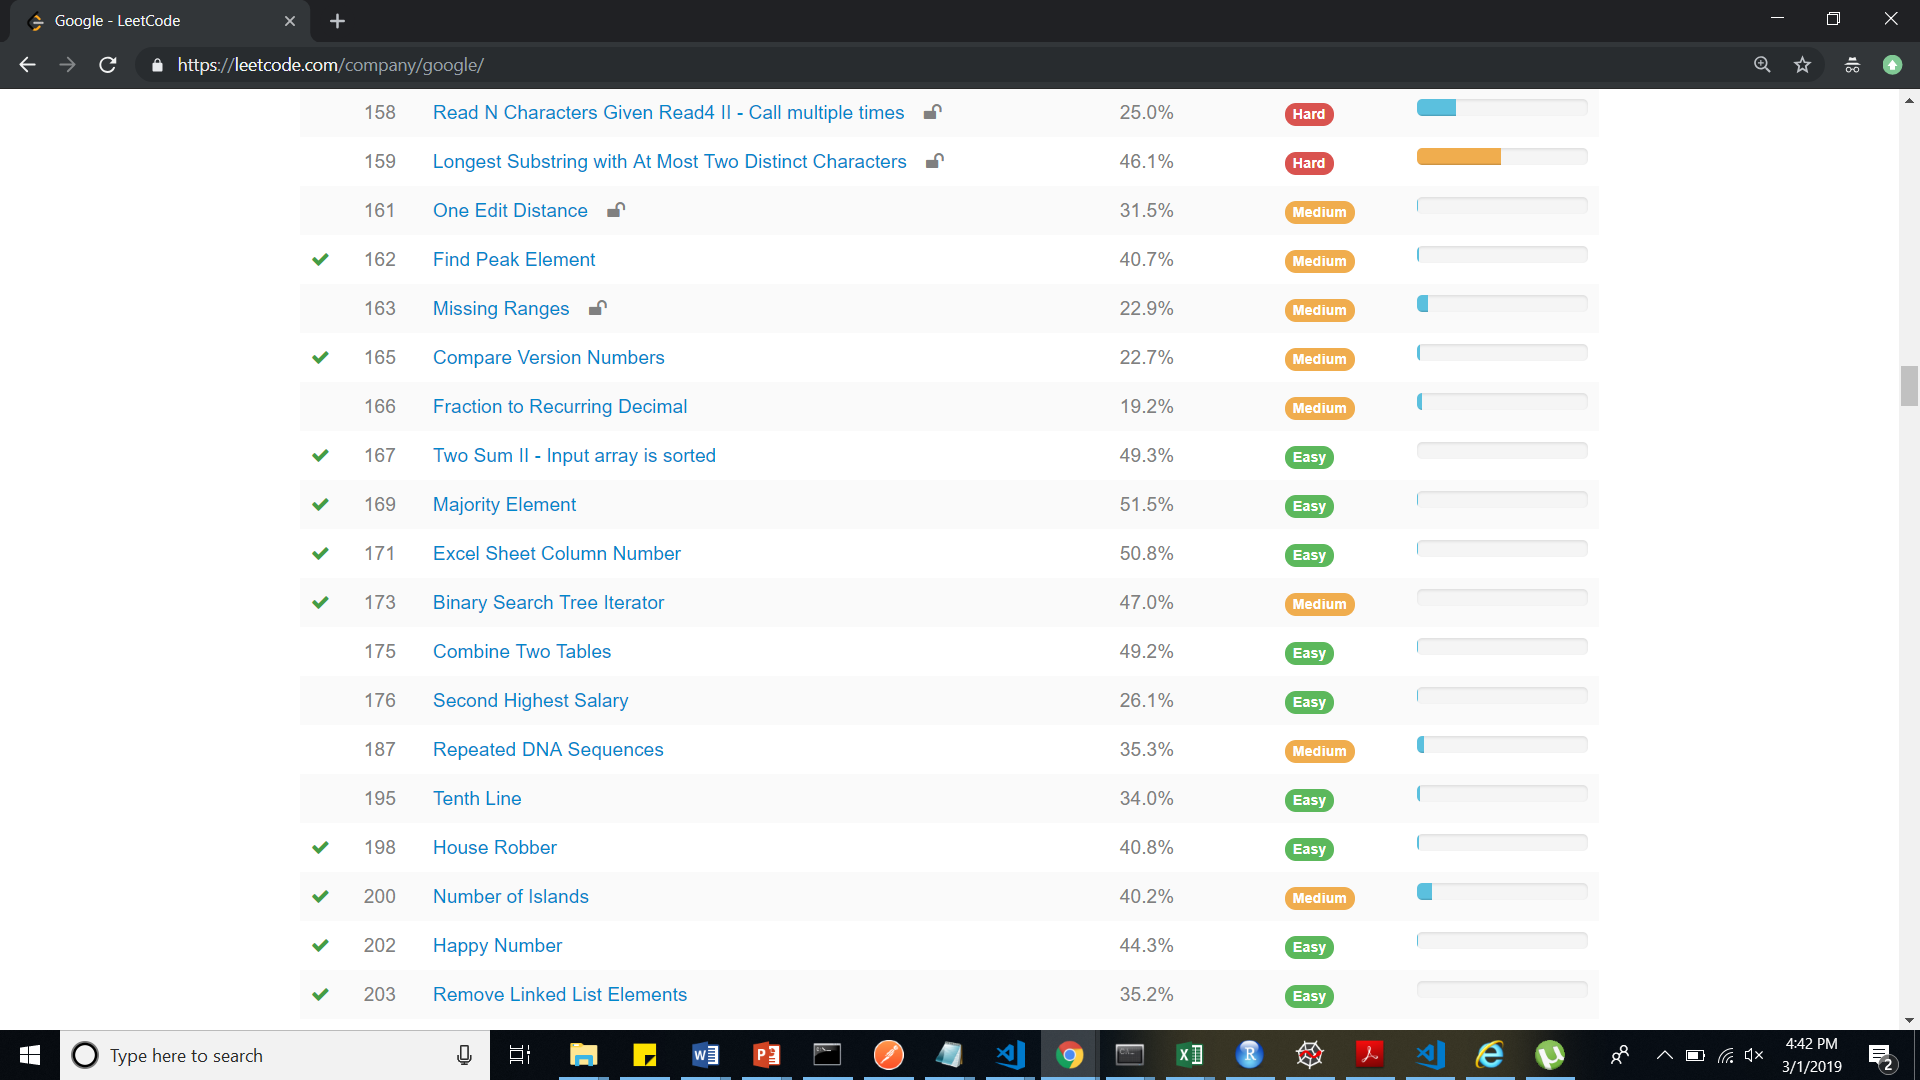 Google - LeetCode
https://leetcode.com/company/google/
158 Read N Characters Given Read4 II - Call multiple times 25.0% Hard
159 Longest Substring with At Most Two Distinct Characters 46.1% Hard
161 One Edit Distance 31.5% Medium
162 Find Peak Element 40.7% Medium
163 Missing Ranges 22.9% Medium
165 Compare Version Numbers 22.7% Medium
166 Fraction to Recurring Decimal 19.2% Medium
167 Two Sum II - Input array is sorted 49.3% Easy
169 Majority Element 51.5% Easy
171 Excel Sheet Column Number 50.8% Easy
173 Binary Search Tree Iterator 47.0% Medium
175 Combine Two Tables 49.2% Easy
176 Second Highest Salary 26.1% Easy
187 Repeated DNA Sequences 35.3% Medium
195 Tenth Line 34.0% Easy
198 House Robber 40.8% Easy
200 Number of Islands 40.2% Medium
202 Happy Number 44.3% Easy
203 Remove Linked List Elements 35.2% Easy
Type here to search
4:42 PM
3/1/2019
2